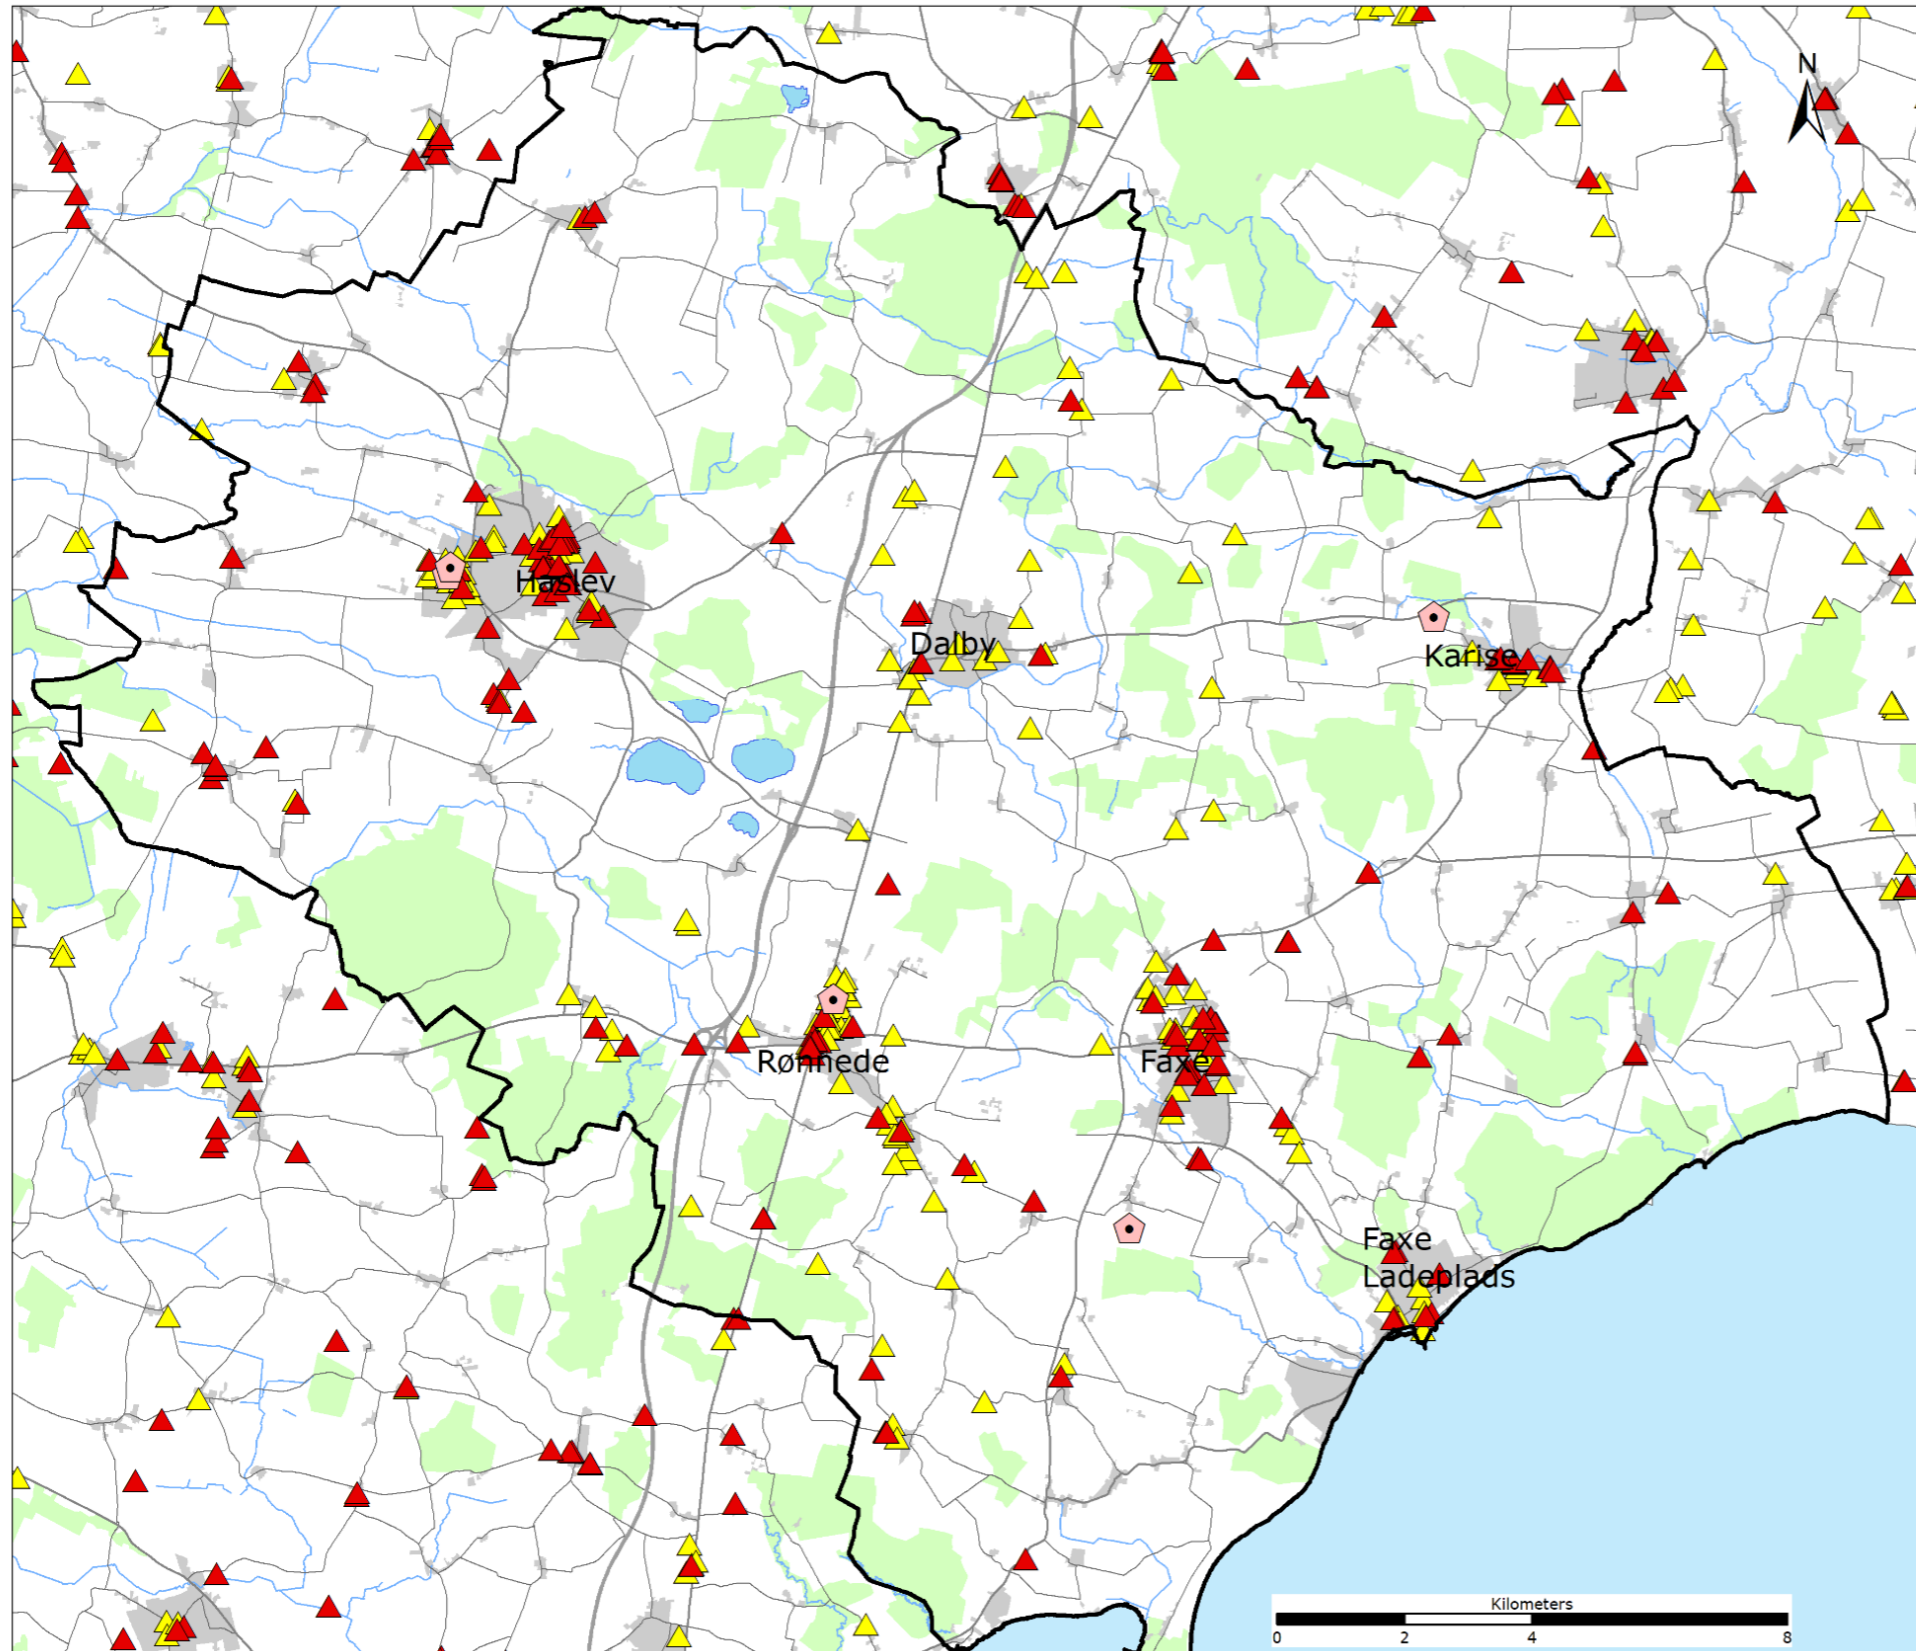 N
Haslev
Dalby
Karise
Rønnede
Faxe
Faxe
Ladeplads
Kilometers
0 2 4 8